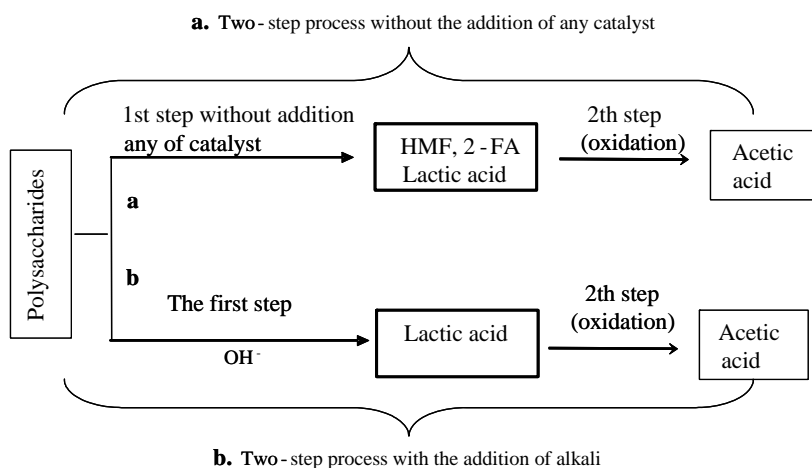 a. Two-step process without the addition of any catalyst
1st step without addition
any of catalyst
2th step
(oxidation)
HMF, 2-FA
Lactic acid
Acetic
acid
Polysaccharides
a
b
The first step
OH⁻
Lactic acid
2th step
(oxidation)
Acetic
acid
b. Two-step process with the addition of alkali